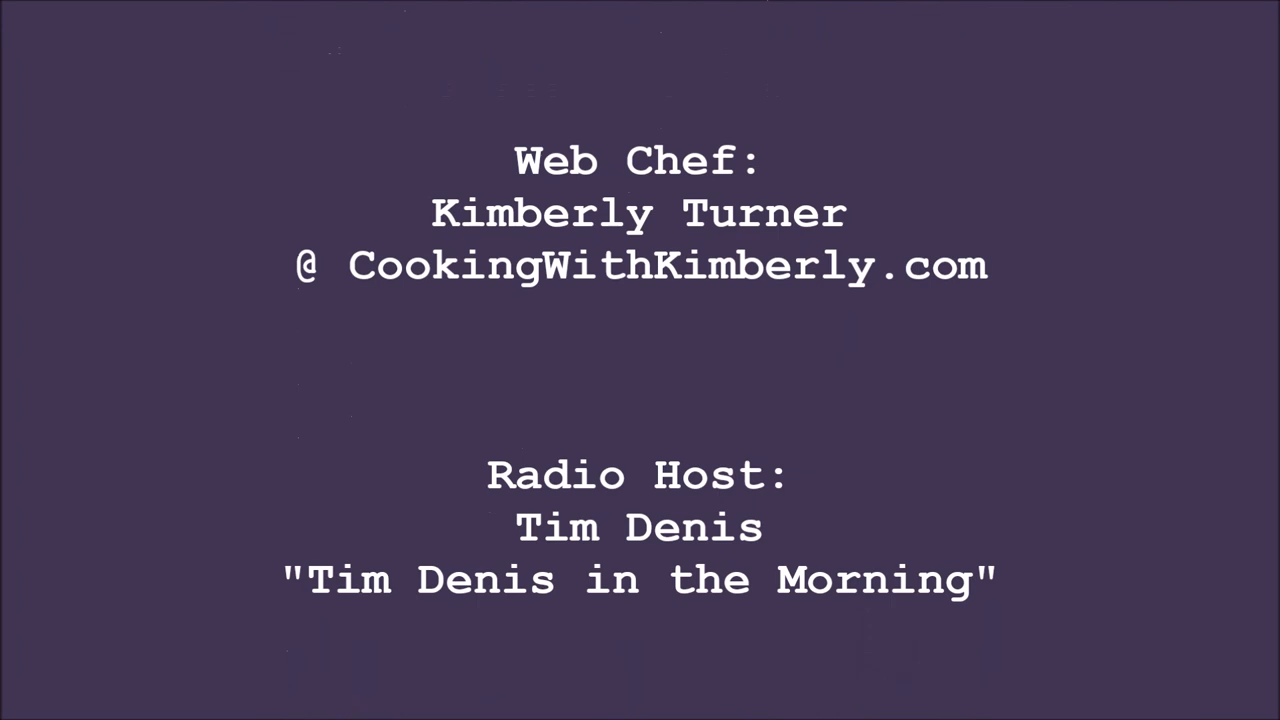 Web Chef:
Kimberly Turner
@ CookingWithKimberly.com
Radio Host:
Tim Denis
"Tim Denis in the Morning"